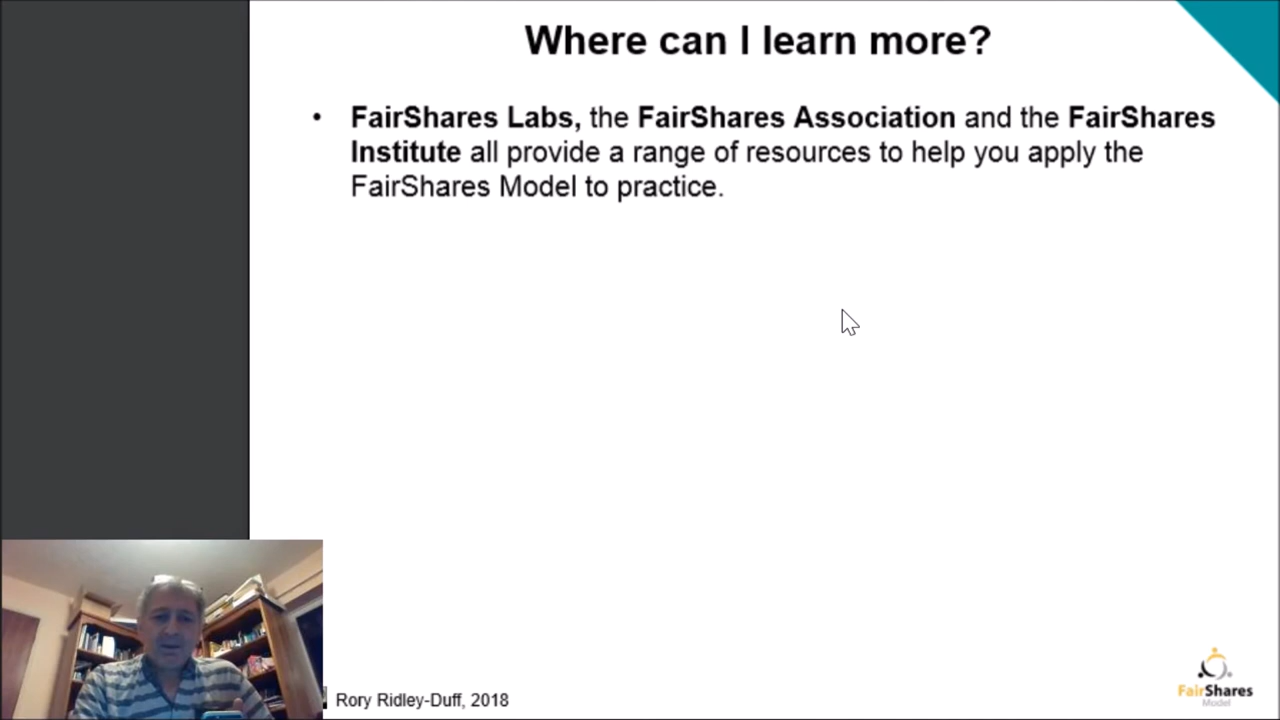 Where can I learn more?
• FairShares Labs, the FairShares Association and the FairShares
Institute all provide a range of resources to help you apply the
FairShares Model to practice.
Rory Ridley-Duff, 2018
FairShares
Model